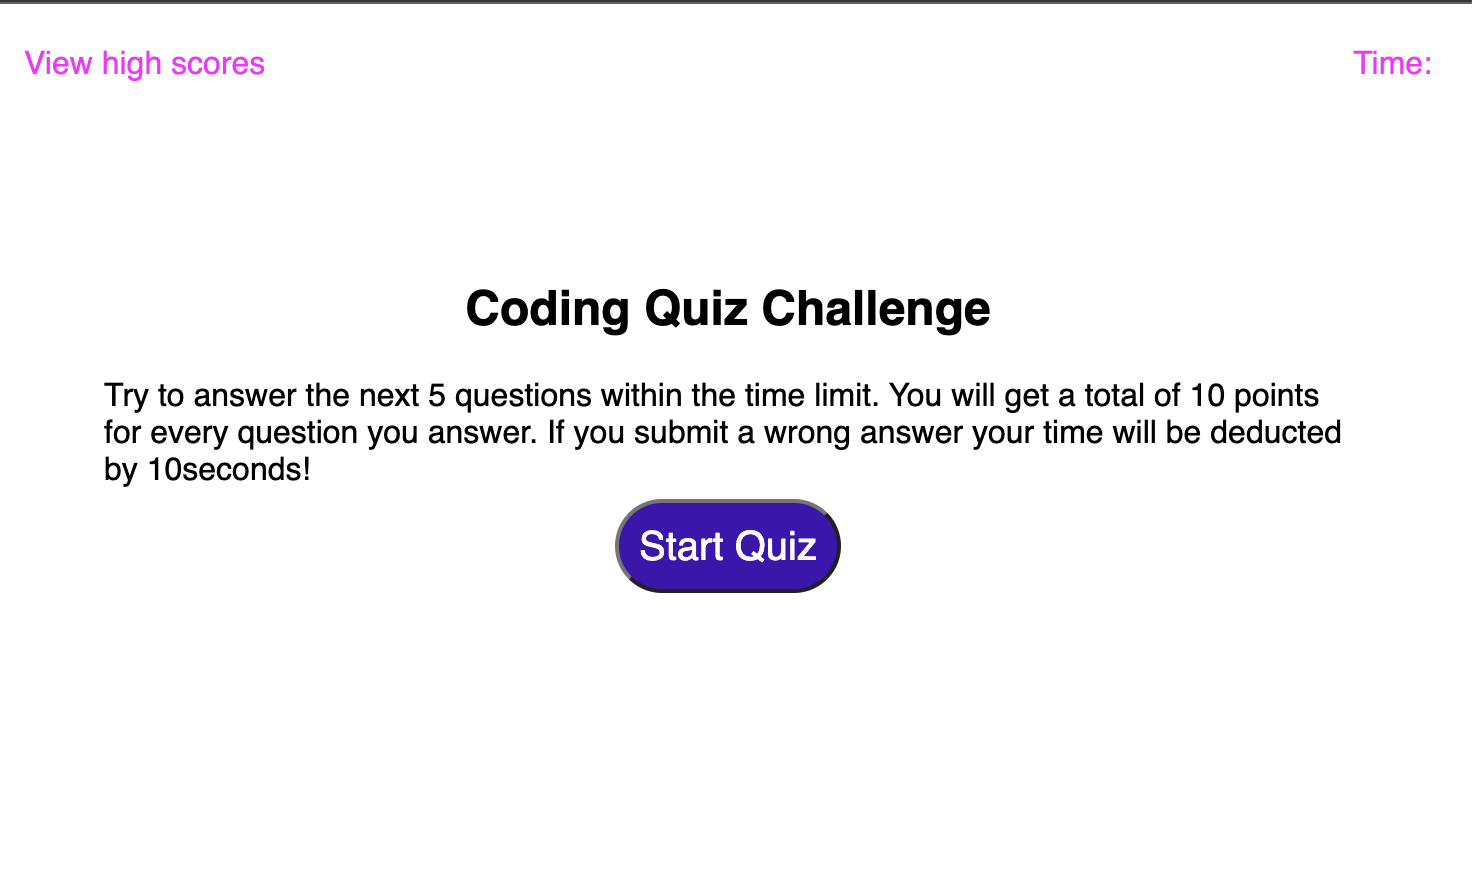 View high scores
Time:
Coding Quiz Challenge
Try to answer the next 5 questions within the time limit. You will get a total of 10 points
for every question you answer. If you submit a wrong answer your time will be deducted
by 10seconds!
Start Quiz